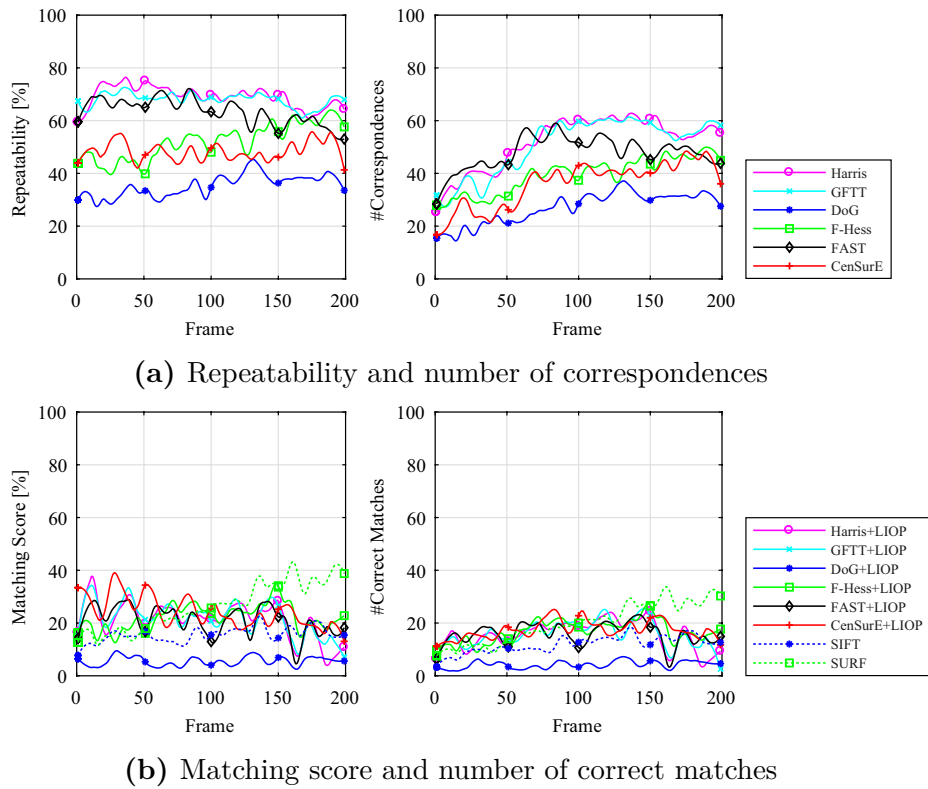 Repeatability [%]
100
80
60
40
20
0
0 50 100 150 200
Frame
#Correspondences
100
80
60
40
20
0
0 50 100 150 200
Frame
Harris
GFTT
DoG
F-Hess
FAST
CenSurE
(a) Repeatability and number of correspondences
Matching Score [%]
100
80
60
40
20
0
0 50 100 150 200
Frame
#Correct Matches
100
80
60
40
20
0
0 50 100 150 200
Frame
Harris+LIOP
GFTT+LIOP
DoG+LIOP
F-Hess+LIOP
FAST+LIOP
CenSurE+LIOP
SIFT
SURF
(b) Matching score and number of correct matches